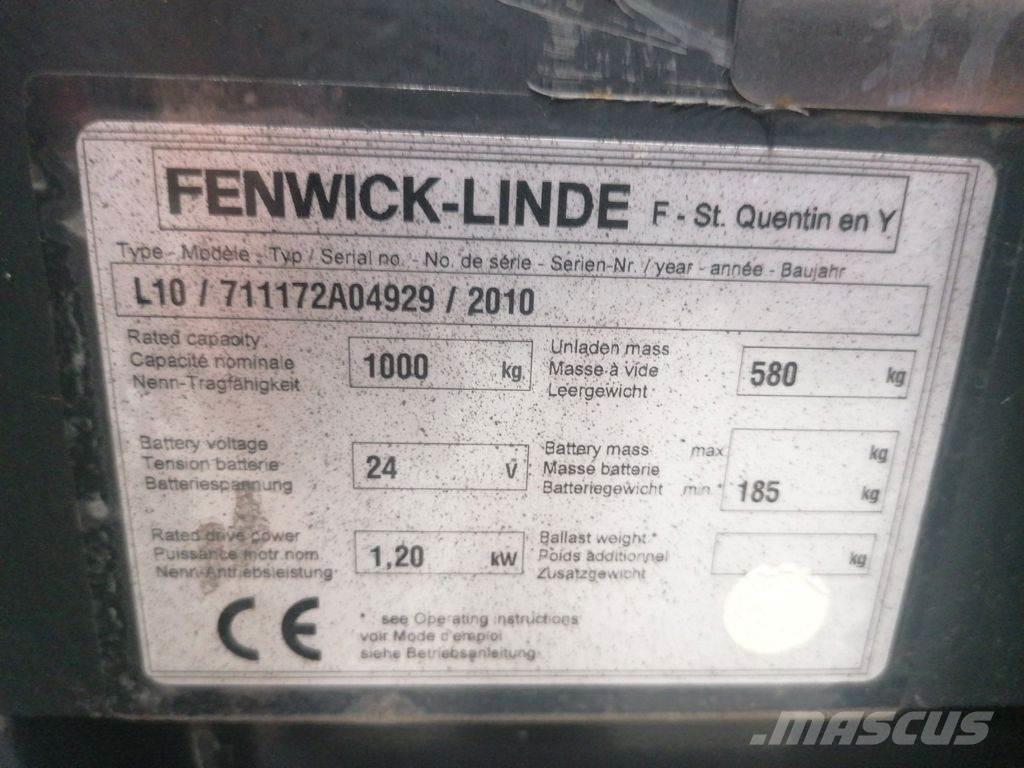 FENWICK-LINDE F - St. Quentin en Y
Type - Modèle - Typ / Serial no. - No. de série - Serien-Nr. / year - année - Baujahr
L10 / 711172A04929 / 2010
Rated capacity
Capacité nominale
Nenn-Tragfähigkeit
1000 kg
Unladen mass
Masse à vide
Leergewicht
580 kg
Battery voltage
Tension batterie
Batteriespannung
24 V
Battery mass max kg
Masse batterie
Batteriegewicht min.* 185 kg
Rated drive power
Puissance motr.nom.
Nenn-Antriebsleistung
1,20 kW
Ballast weight *
Poids additionnel
Zusatzgewicht
kg
CE
* see Operating instructions
voir Mode d'emploi
siehe Betriebsanleitung
.MASCUS